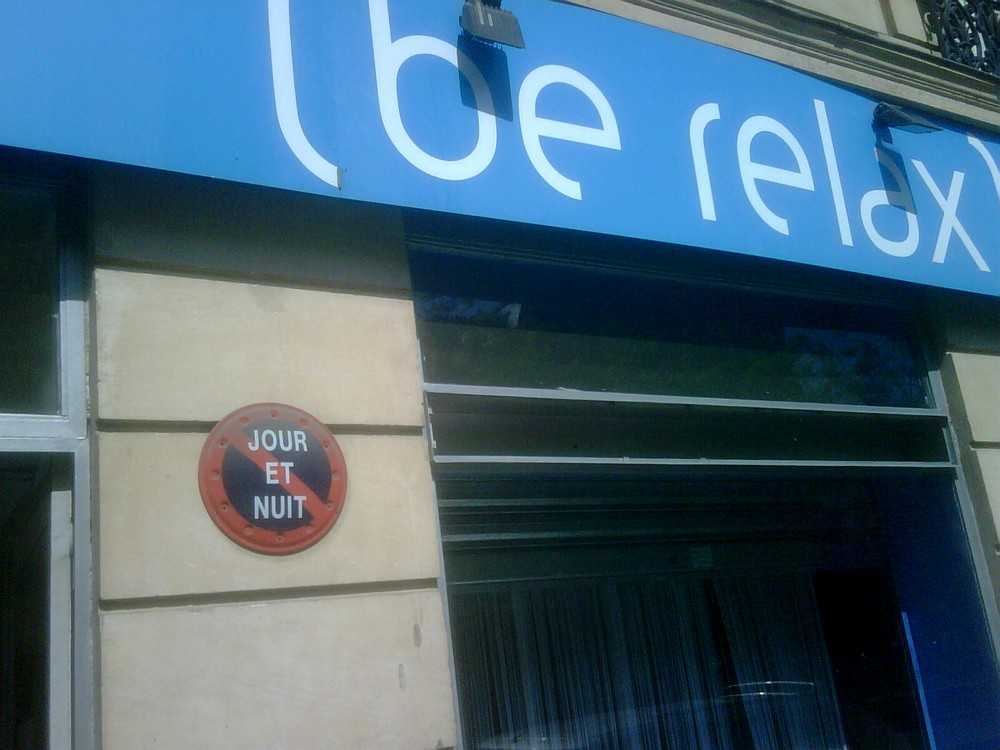 (be relax)
JOUR
ET
NUIT